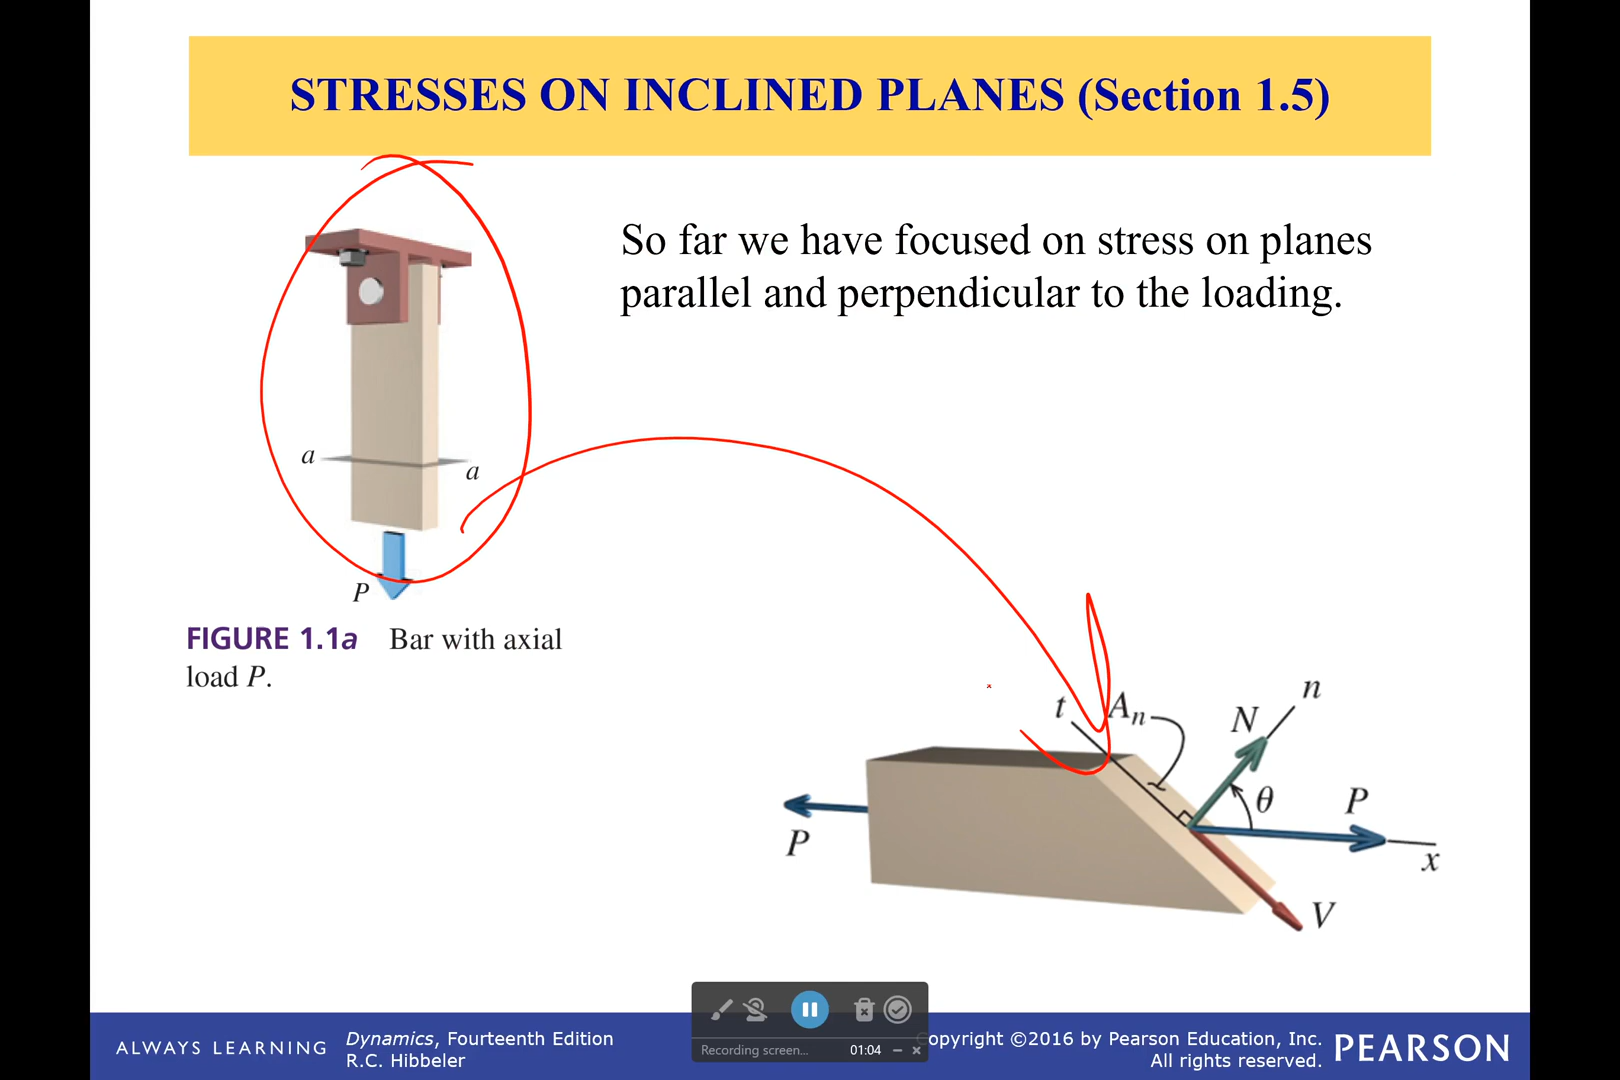 STRESSES ON INCLINED PLANES (Section 1.5)
So far we have focused on stress on planes
parallel and perpendicular to the loading.
a
a
P
FIGURE 1.1a Bar with axial
load P.
t
An
N
n
θ
P
x
P
V
Recording screen...
01:04
ALWAYS LEARNING
Dynamics, Fourteenth Edition
R.C. Hibbeler
opyright ©2016 by Pearson Education, Inc.
All rights reserved.
PEARSON